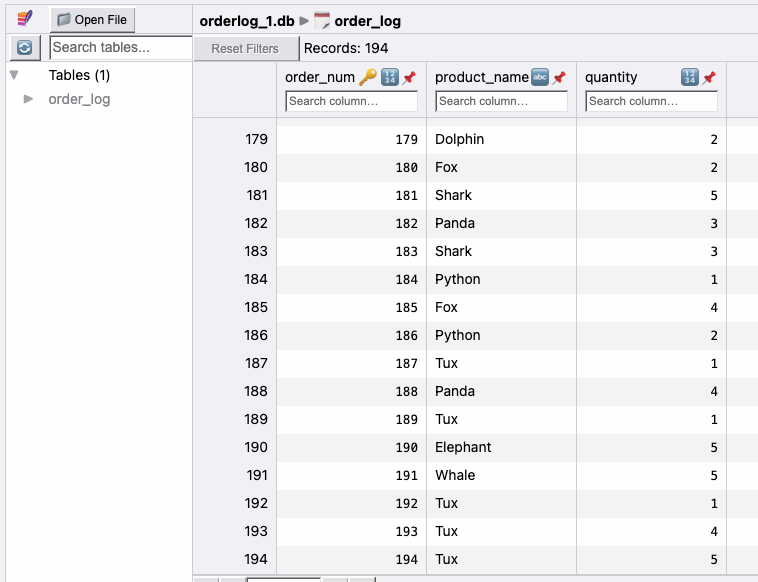 Open File
orderlog_1.db ▶ order_log
Search tables...
Reset Filters Records: 194
Tables (1)
order_log
order_num product_name quantity
Search column... Search column... Search column...
179 179 Dolphin 2
180 180 Fox 2
181 181 Shark 5
182 182 Panda 3
183 183 Shark 3
184 184 Python 1
185 185 Fox 4
186 186 Python 2
187 187 Tux 1
188 188 Panda 4
189 189 Tux 1
190 190 Elephant 5
191 191 Whale 5
192 192 Tux 1
193 193 Tux 4
194 194 Tux 5